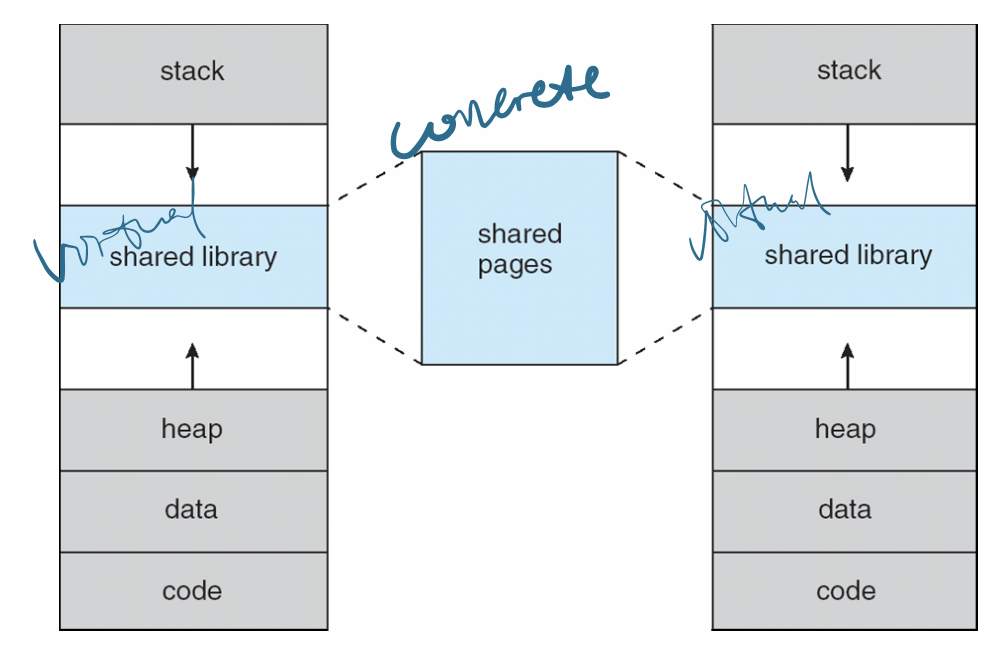 stack
shared library
heap
data
code
concrete
shared
pages
stack
shared library
heap
data
code
virtual
virtual